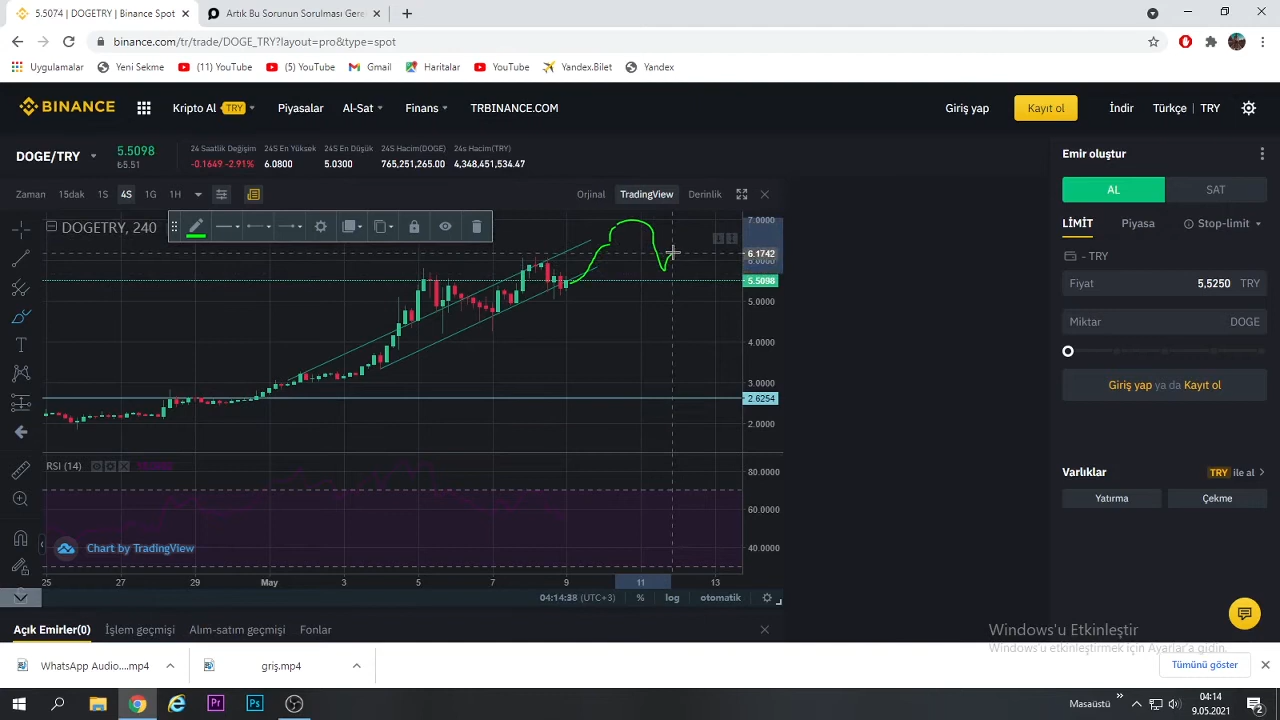 5.5074 | DOGETRY | Binance Spot
Artık Bu Sorunun Sorulması Gere
binance.com/tr/trade/DOGE_TRY?layout=pro&type=spot
Uygulamalar Yeni Sekme (11) YouTube (5) YouTube Gmail Haritalar YouTube Yandex.Bilet Yandex
BINANCE Kripto Al TRY Piyasalar Al-Sat Finans TRBINANCE.COM Giriş yap Kayıt ol İndir Türkçe TRY
DOGE/TRY 5.5098 ₺5.51
24 Saatlik Değişim 24S En Yüksek 24S En Düşük 24S Hacim(DOGE) 24s Hacim(TRY)
-0.1649 -2.91% 6.0800 5.0300 765,251,265.00 4,348,451,534.47
Emir oluştur
Zaman 15dak 1S 4S 1G 1H Orjinal TradingView Derinlik
AL SAT
DOGETRY, 240
LİMİT Piyasa Stop-limit
7.0000
6.1742
6.0000
5.5098
5.0000
4.0000
3.0000
2.6254
2.0000
- TRY
Fiyat 5,5250 TRY
Miktar DOGE
Giriş yap ya da Kayıt ol
RSI (14)
80.0000
60.0000
40.0000
Varlıklar TRY ile al
Yatırma Çekme
Chart by TradingView
25 27 29 May 3 5 7 9 11 13
04:14:38 (UTC+3) % log otomatik
Açık Emirler(0) İşlem geçmişi Alım-satım geçmişi Fonlar
Windows'u Etkinleştir
Windows'u etkinleştirmek için Ayarlar'a gidin.
WhatsApp Audio....mp4 griş.mp4 Tümünü göster
Pr Ps Masaüstü 04:14
9.05.2021
2